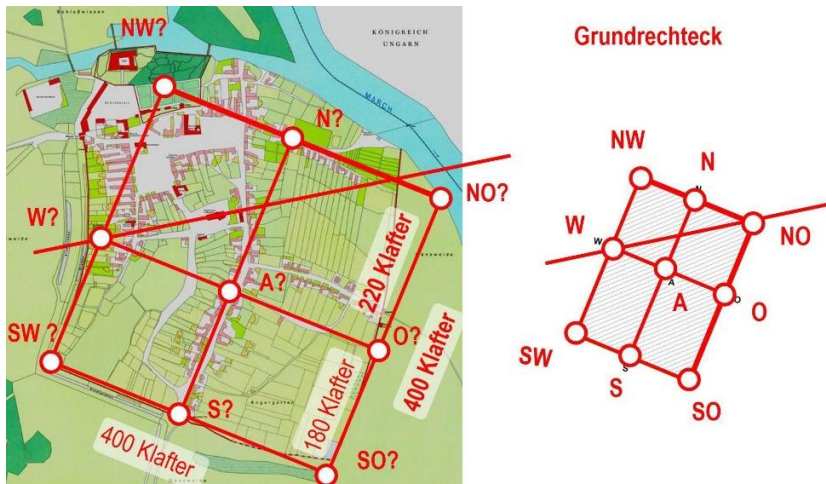 NW?
KÖNIGREICH
UNGARN
MARCH
N?
NO?
W?
A?
220 Klafter
400 Klafter
SW ?
O?
180 Klafter
S?
400 Klafter
SO?
Angergärten
Grundrechteck
NW
N
N
NO
W
W
A
A
O
O
SW
S
S
SO